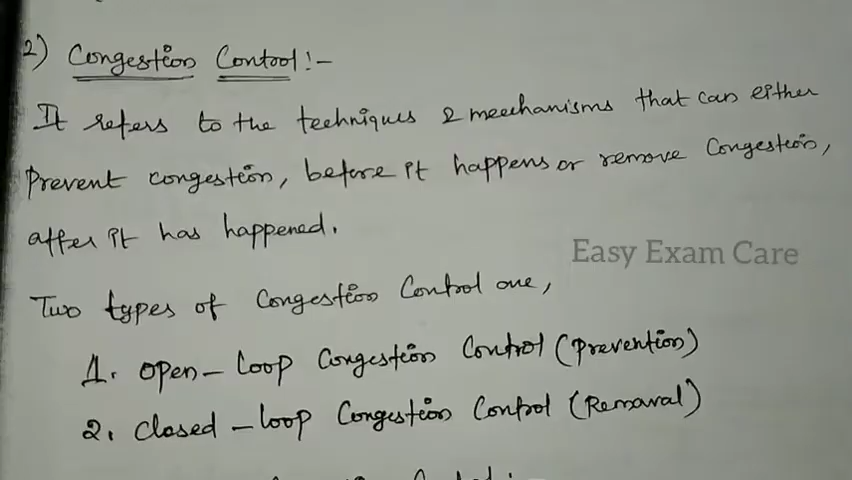 2) Congestion Control:-
It refers to the techniques & meechanisms that can either
Prevent congestion, before it happens or remove Congestion,
after it has happened.
Easy Exam Care
Two types of Congestion Control are,
1. open-loop Congestion Control (Prevention)
2. closed-loop Congestion Control (Removal)